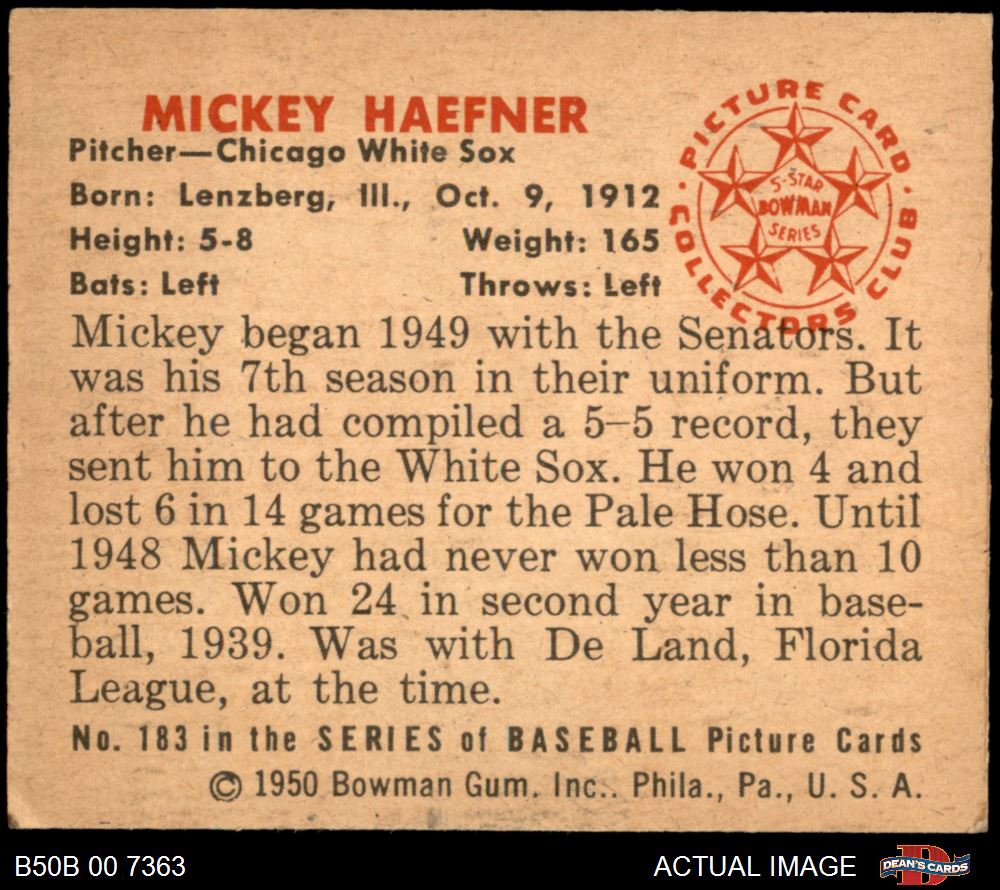 MICKEY HAEFNER
Pitcher—Chicago White Sox
Born: Lenzberg, Ill., Oct. 9, 1912
Height: 5-8 Weight: 165
Bats: Left Throws: Left
PICTURE CARD
COLLECTORS CLUB
5-STAR
BOWMAN
SERIES
Mickey began 1949 with the Senators. It
was his 7th season in their uniform. But
after he had compiled a 5–5 record, they
sent him to the White Sox. He won 4 and
lost 6 in 14 games for the Pale Hose. Until
1948 Mickey had never won less than 10
games. Won 24 in second year in base-
ball, 1939. Was with De Land, Florida
League, at the time.
No. 183 in the SERIES of BASEBALL Picture Cards
© 1950 Bowman Gum, Inc.. Phila., Pa., U. S. A.
B50B 00 7363 ACTUAL IMAGE DEAN'S CARDS